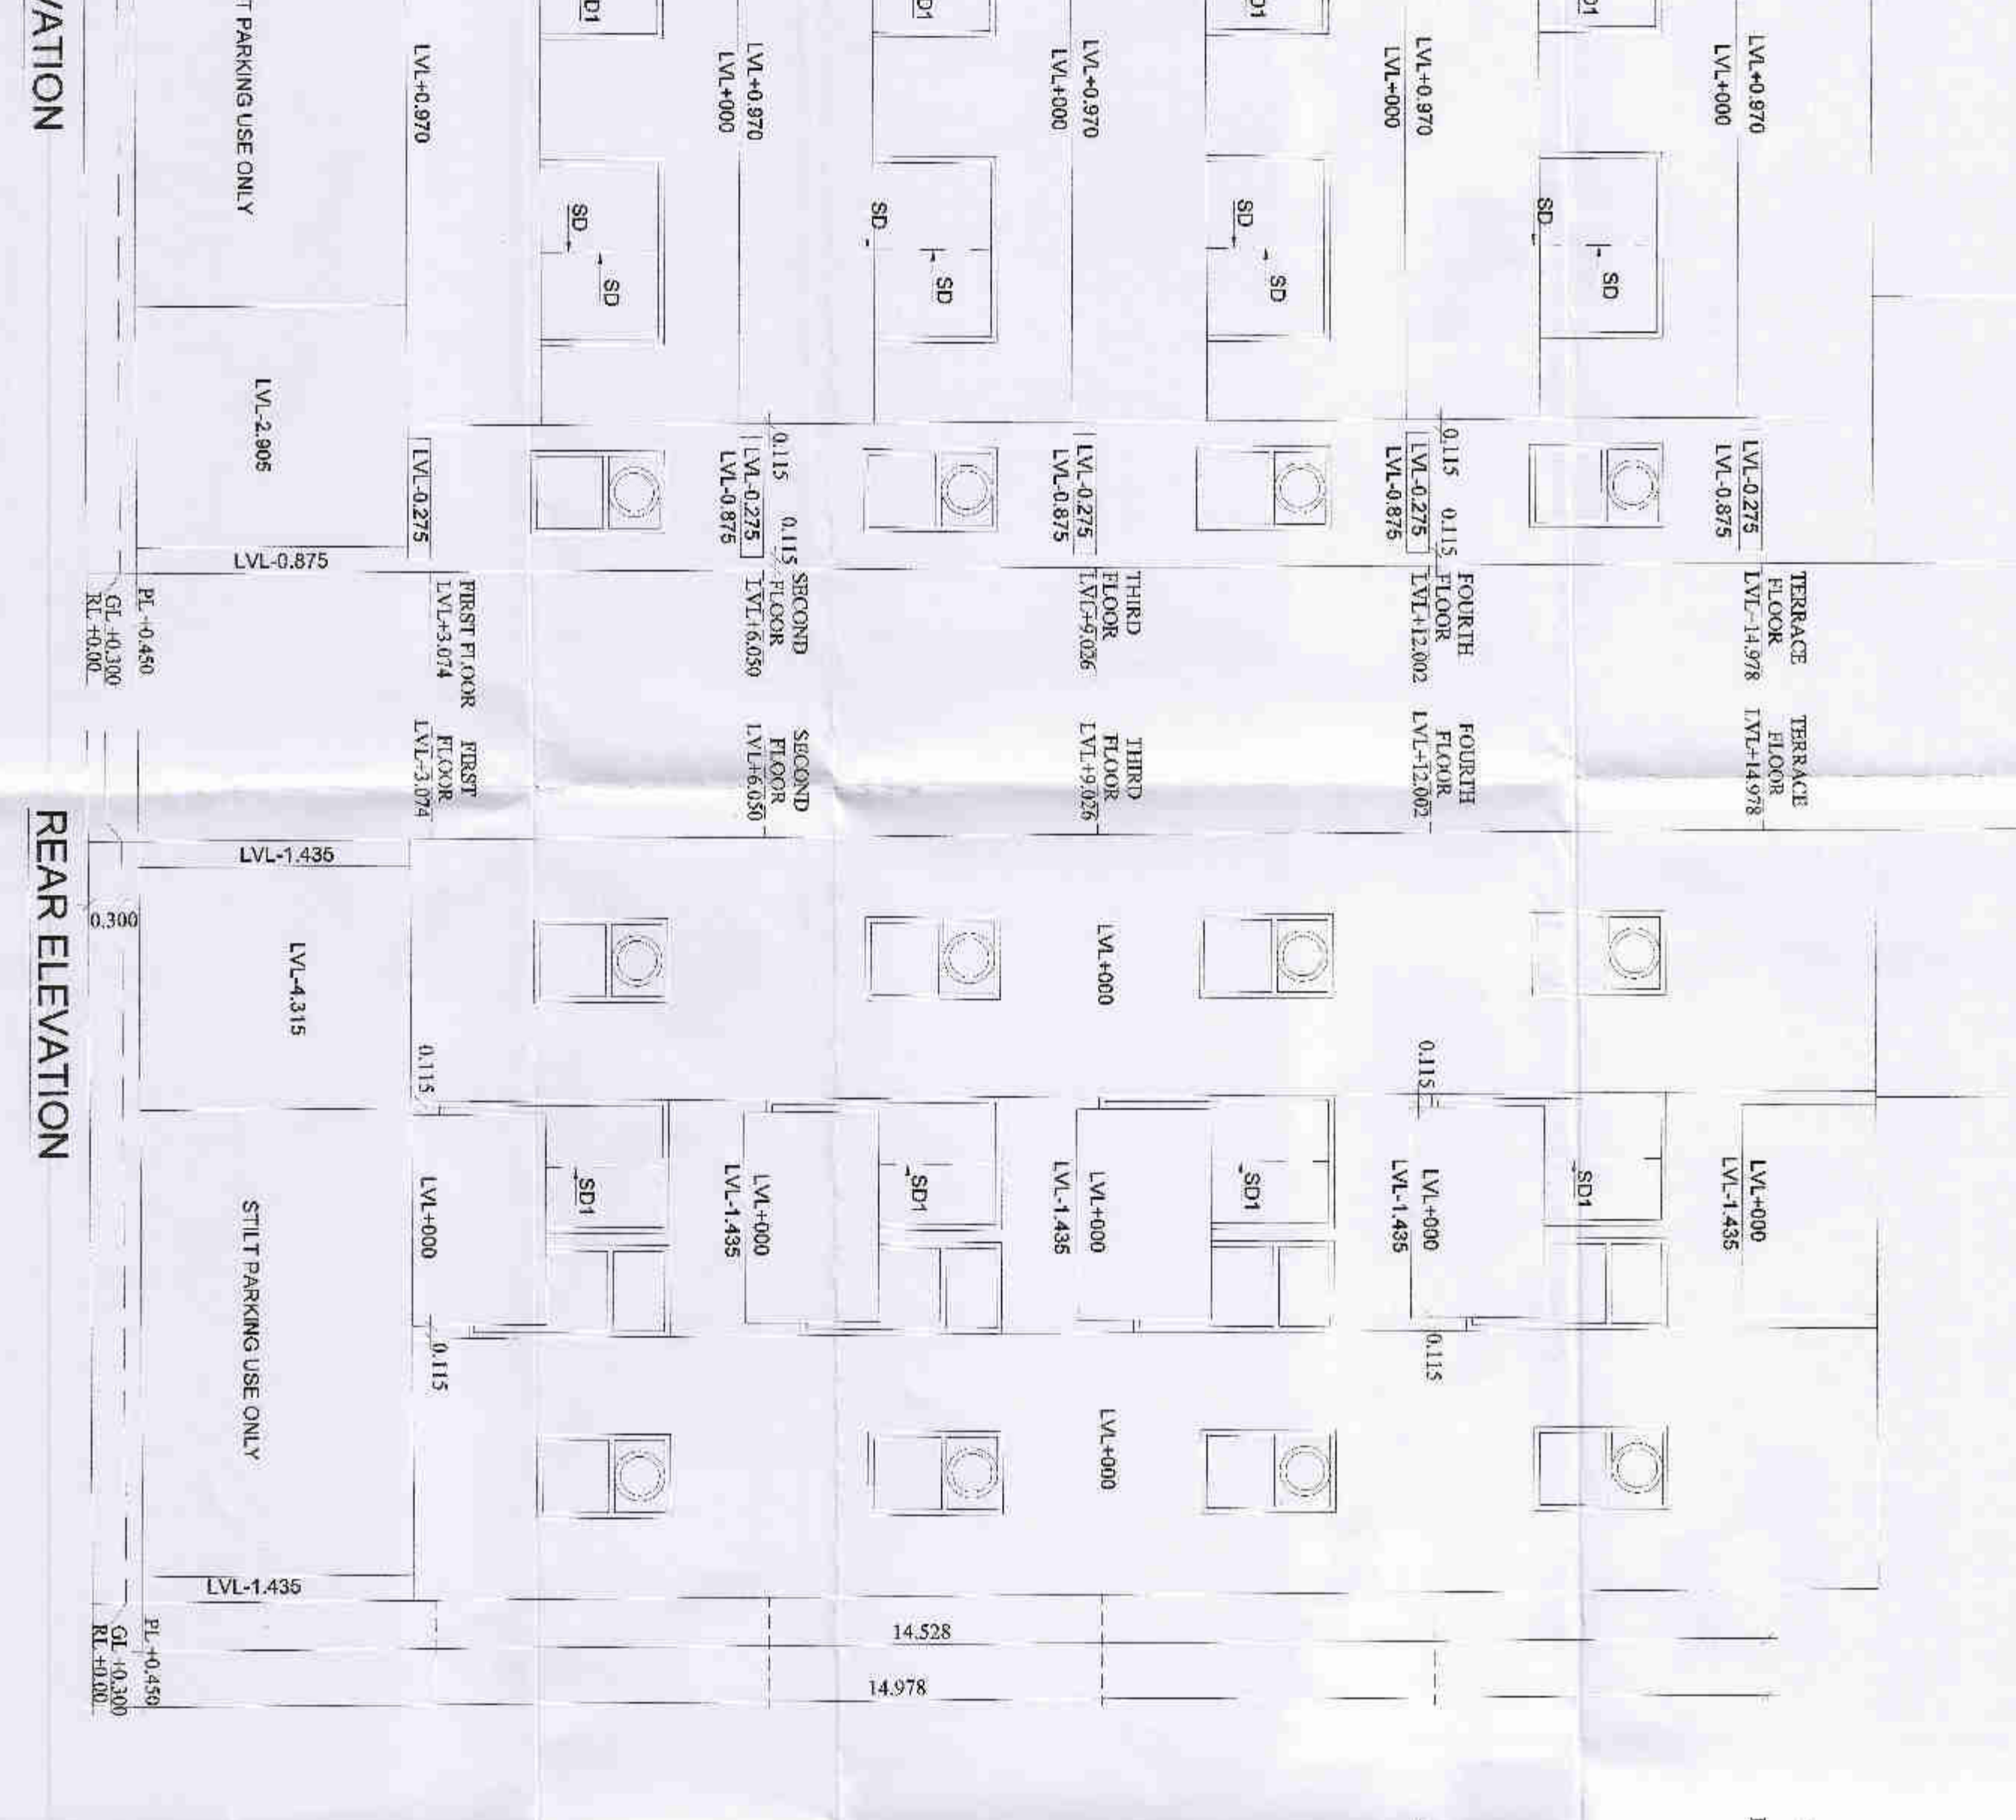 D1
D1
D1
D1
LVL+0.970
LVL+000
LVL+0.970
LVL+000
LVL+0.970
LVL+000
LVL+0.970
LVL+000
LVL+0.970
T PARKING USE ONLY
VATION
SD
SD
SD
SD
SD
SD
SD
SD
LVL-0.275
LVL-0.875
0.115
0.115
LVL-0.275
LVL-0.875
LVL-0.275
LVL-0.875
0.115
0.115
LVL-0.275
LVL-0.875
LVL-0.275
LVL-2.905
LVL-0.875
TERRACE
FLOOR
LVL+14.978
FOURTH
FLOOR
LVL+12.002
THIRD
FLOOR
LVL+9.026
SECOND
FLOOR
LVL+6.050
FIRST FLOOR
LVL+3.074
PL +0.450
GL +0.300
RL +0.00
TERRACE
FLOOR
LVL+14.978
FOURTH
FLOOR
LVL+12.002
THIRD
FLOOR
LVL+9.026
SECOND
FLOOR
LVL+6.050
FIRST
FLOOR
LVL+3.074
LVL-1.435
0.300
LVL-4.315
LVL+000
0.115
0.115
LVL+000
LVL-1.435
SD1
LVL+000
LVL-1.435
SD1
LVL+000
LVL-1.435
SD1
LVL+000
LVL-1.435
SD1
LVL+000
STILT PARKING USE ONLY
0.115
0.115
LVL+000
LVL-1.435
14.528
14.978
PL +0.450
GL +0.300
RL +0.00
REAR ELEVATION